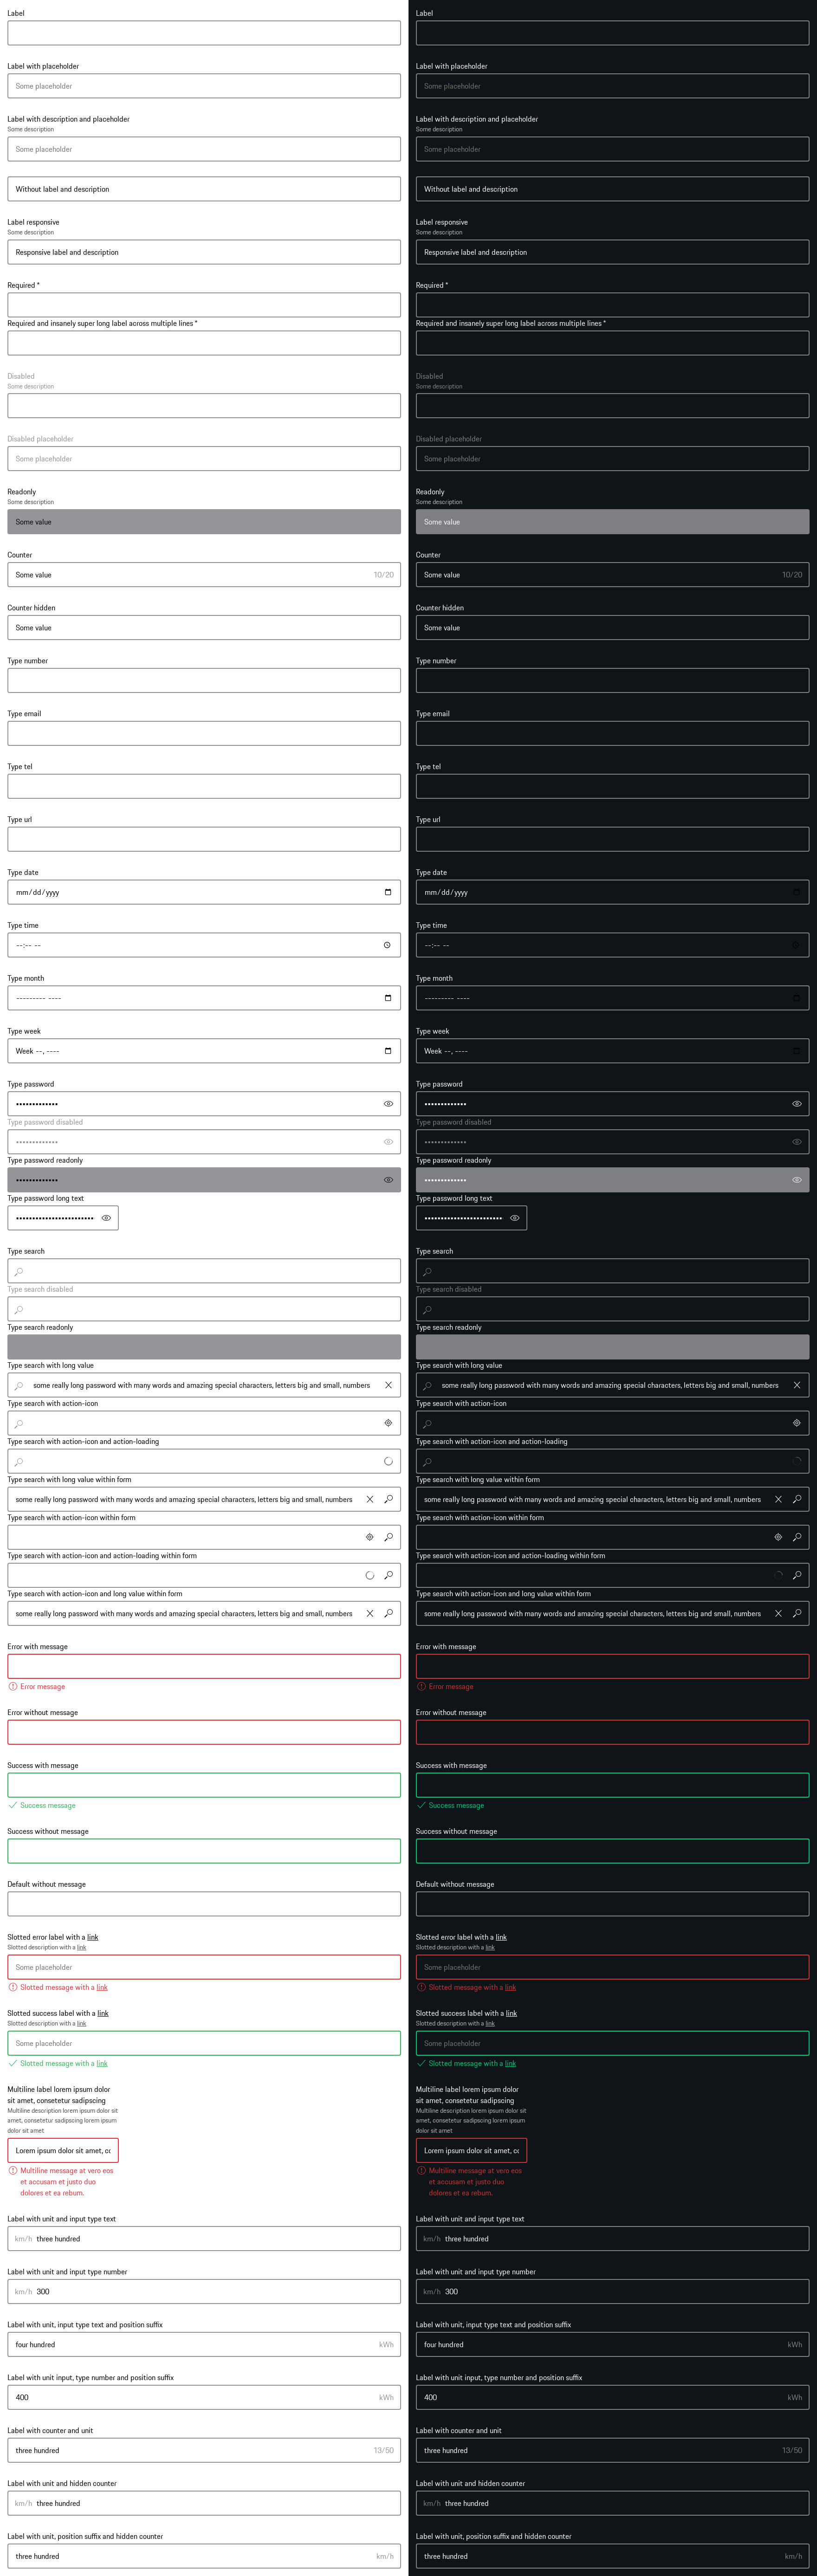 Label
Label with placeholder
Some placeholder
Label with description and placeholder
Some description
Some placeholder
Without label and description
Label responsive
Some description
Responsive label and description
Required *
Required and insanely super long label across multiple lines *
Disabled
Some description
Disabled placeholder
Some placeholder
Readonly
Some description
Some value
Counter
Some value 10/20
Counter hidden
Some value
Type number
Type email
Type tel
Type url
Type date
mm/dd/yyyy
Type time
--:-- --
Type month
--------- ----
Type week
Week --, ----
Type password
•••••••••••••
Type password disabled
•••••••••••••
Type password readonly
•••••••••••••
Type password long text
••••••••••••••••••••••••
Type search
Type search disabled
Type search readonly
Type search with long value
some really long password with many words and amazing special characters, letters big and small, numbers
Type search with action-icon
Type search with action-icon and action-loading
Type search with long value within form
some really long password with many words and amazing special characters, letters big and small, numbers
Type search with action-icon within form
Type search with action-icon and action-loading within form
Type search with action-icon and long value within form
some really long password with many words and amazing special characters, letters big and small, numbers
Error with message
Error message
Error without message
Success with message
Success message
Success without message
Default without message
Slotted error label with a link
Slotted description with a link
Some placeholder
Slotted message with a link
Slotted success label with a link
Slotted description with a link
Some placeholder
Slotted message with a link
Multiline label lorem ipsum dolor
sit amet, consetetur sadipscing
Multiline description lorem ipsum dolor sit
amet, consetetur sadipscing lorem ipsum
dolor sit amet
Lorem ipsum dolor sit amet, cc
Multiline message at vero eos
et accusam et justo duo
dolores et ea rebum.
Label with unit and input type text
km/h three hundred
Label with unit and input type number
km/h 300
Label with unit, input type text and position suffix
four hundred kWh
Label with unit input, type number and position suffix
400 kWh
Label with counter and unit
three hundred 13/50
Label with unit and hidden counter
km/h three hundred
Label with unit, position suffix and hidden counter
three hundred km/h
Label
Label with placeholder
Some placeholder
Label with description and placeholder
Some description
Some placeholder
Without label and description
Label responsive
Some description
Responsive label and description
Required *
Required and insanely super long label across multiple lines *
Disabled
Some description
Disabled placeholder
Some placeholder
Readonly
Some description
Some value
Counter
Some value 10/20
Counter hidden
Some value
Type number
Type email
Type tel
Type url
Type date
mm/dd/yyyy
Type time
--:-- --
Type month
--------- ----
Type week
Week --, ----
Type password
•••••••••••••
Type password disabled
•••••••••••••
Type password readonly
•••••••••••••
Type password long text
••••••••••••••••••••••••
Type search
Type search disabled
Type search readonly
Type search with long value
some really long password with many words and amazing special characters, letters big and small, numbers
Type search with action-icon
Type search with action-icon and action-loading
Type search with long value within form
some really long password with many words and amazing special characters, letters big and small, numbers
Type search with action-icon within form
Type search with action-icon and action-loading within form
Type search with action-icon and long value within form
some really long password with many words and amazing special characters, letters big and small, numbers
Error with message
Error message
Error without message
Success with message
Success message
Success without message
Default without message
Slotted error label with a link
Slotted description with a link
Some placeholder
Slotted message with a link
Slotted success label with a link
Slotted description with a link
Some placeholder
Slotted message with a link
Multiline label lorem ipsum dolor
sit amet, consetetur sadipscing
Multiline description lorem ipsum dolor sit
amet, consetetur sadipscing lorem ipsum
dolor sit amet
Lorem ipsum dolor sit amet, cc
Multiline message at vero eos
et accusam et justo duo
dolores et ea rebum.
Label with unit and input type text
km/h three hundred
Label with unit and input type number
km/h 300
Label with unit, input type text and position suffix
four hundred kWh
Label with unit input, type number and position suffix
400 kWh
Label with counter and unit
three hundred 13/50
Label with unit and hidden counter
km/h three hundred
Label with unit, position suffix and hidden counter
three hundred km/h